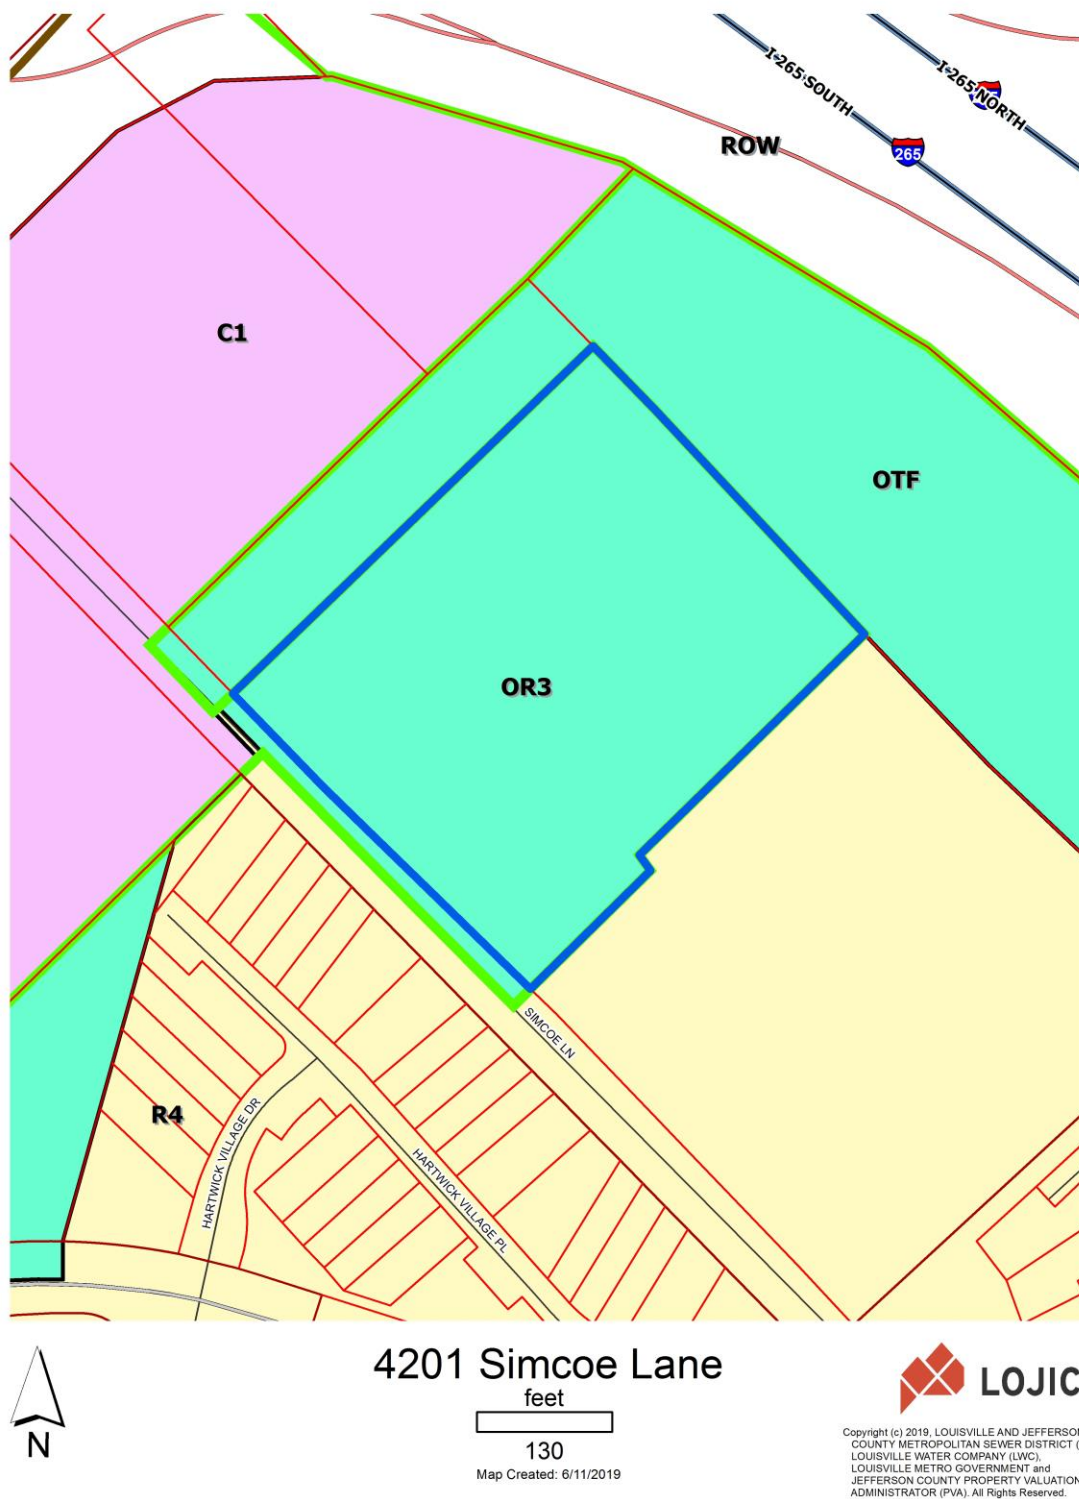 I-265 SOUTH
I-265 NORTH
ROW
265
C1
OTF
OR3
SIMCOE LN
R4
HARTWICK VILLAGE DR
HARTWICK VILLAGE PL
4201 Simcoe Lane
feet
130
Map Created: 6/11/2019
N
LOJIC
Copyright (c) 2019, LOUISVILLE AND JEFFERSON
COUNTY METROPOLITAN SEWER DISTRICT (
LOUISVILLE WATER COMPANY (LWC),
LOUISVILLE METRO GOVERNMENT and
JEFFERSON COUNTY PROPERTY VALUATION
ADMINISTRATOR (PVA). All Rights Reserved.